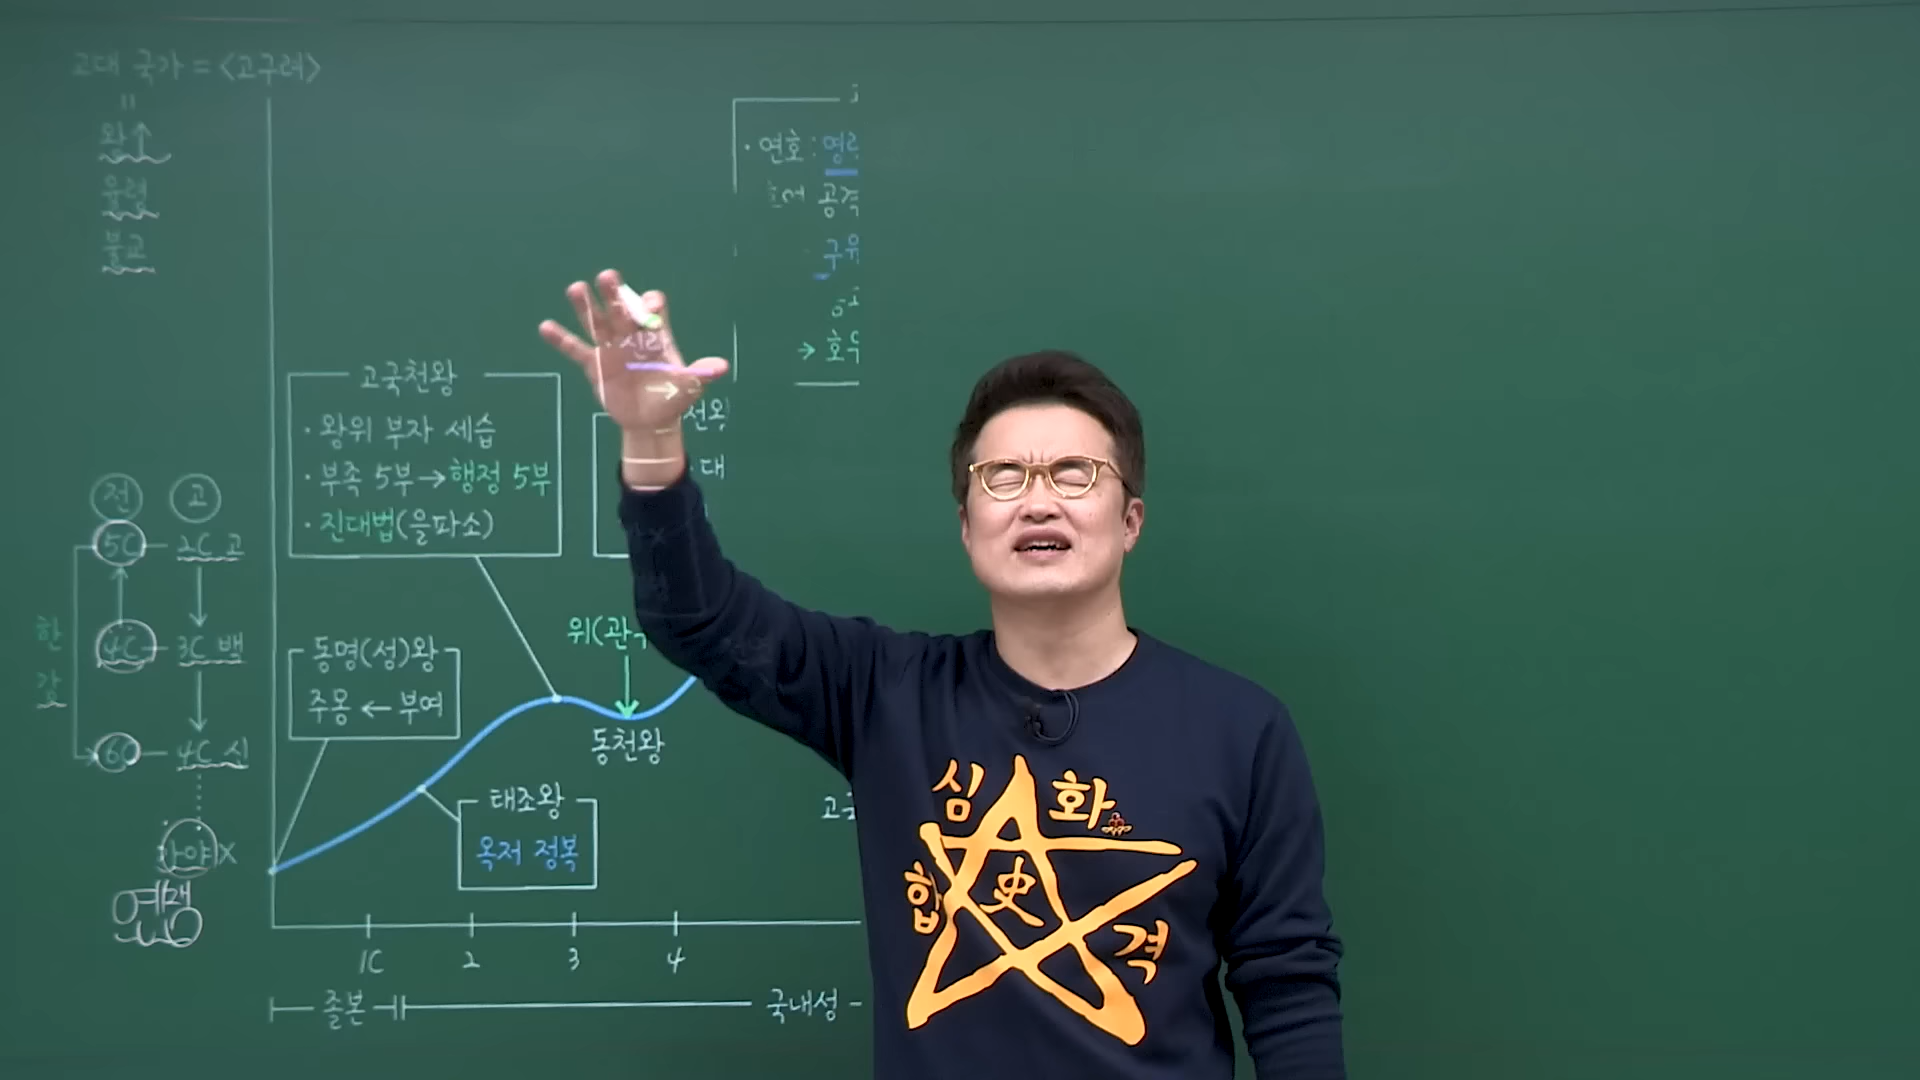 고대 국가 = <고구려>
=
왕↑
율령
불교
전 고
5C 2C 고
4C 3C 백
6C 4C 신
한강
가야 X
연맹
고국천왕
· 왕위 부자 세습
· 부족 5부 → 행정 5부
· 진대법(을파소)
동명(성)왕
주몽 ← 부여
태조왕
옥저 정복
위(관
동천왕
· 연호 :
공격
→
· 신라
→
· 대
1C 2 3 4
졸본 국내성
심화
합 史 격